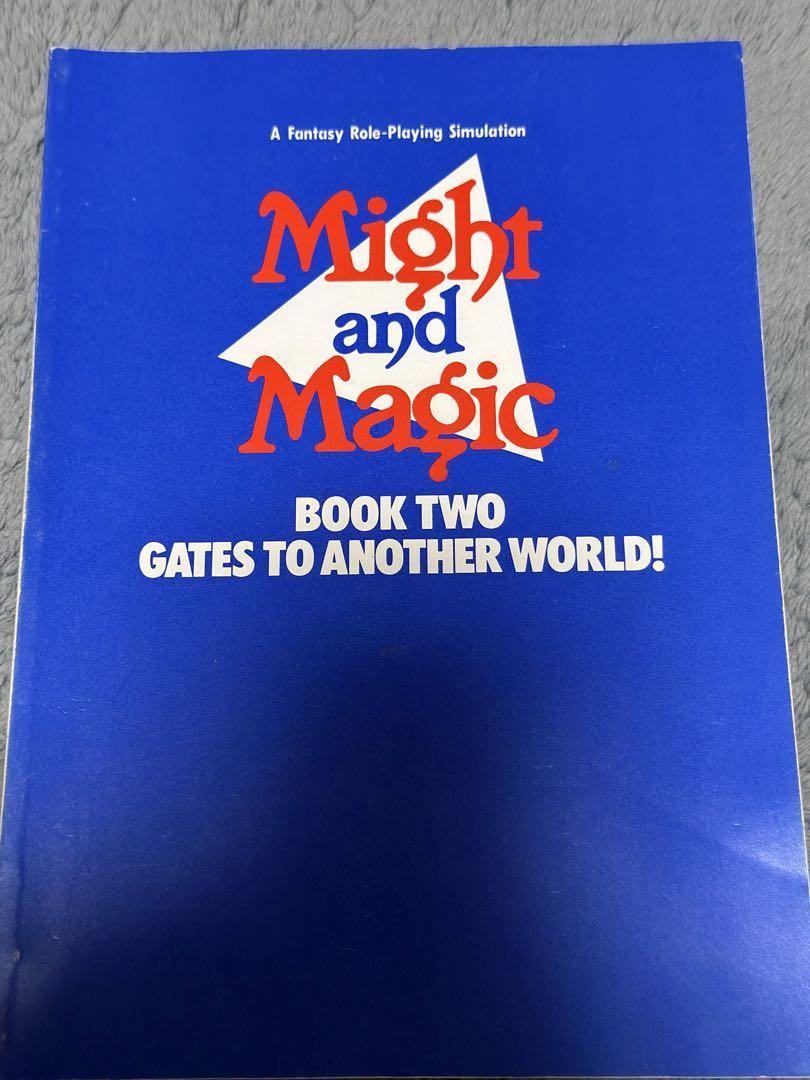 A Fantasy Role-Playing Simulation
Might
and
Magic
BOOK TWO
GATES TO ANOTHER WORLD!